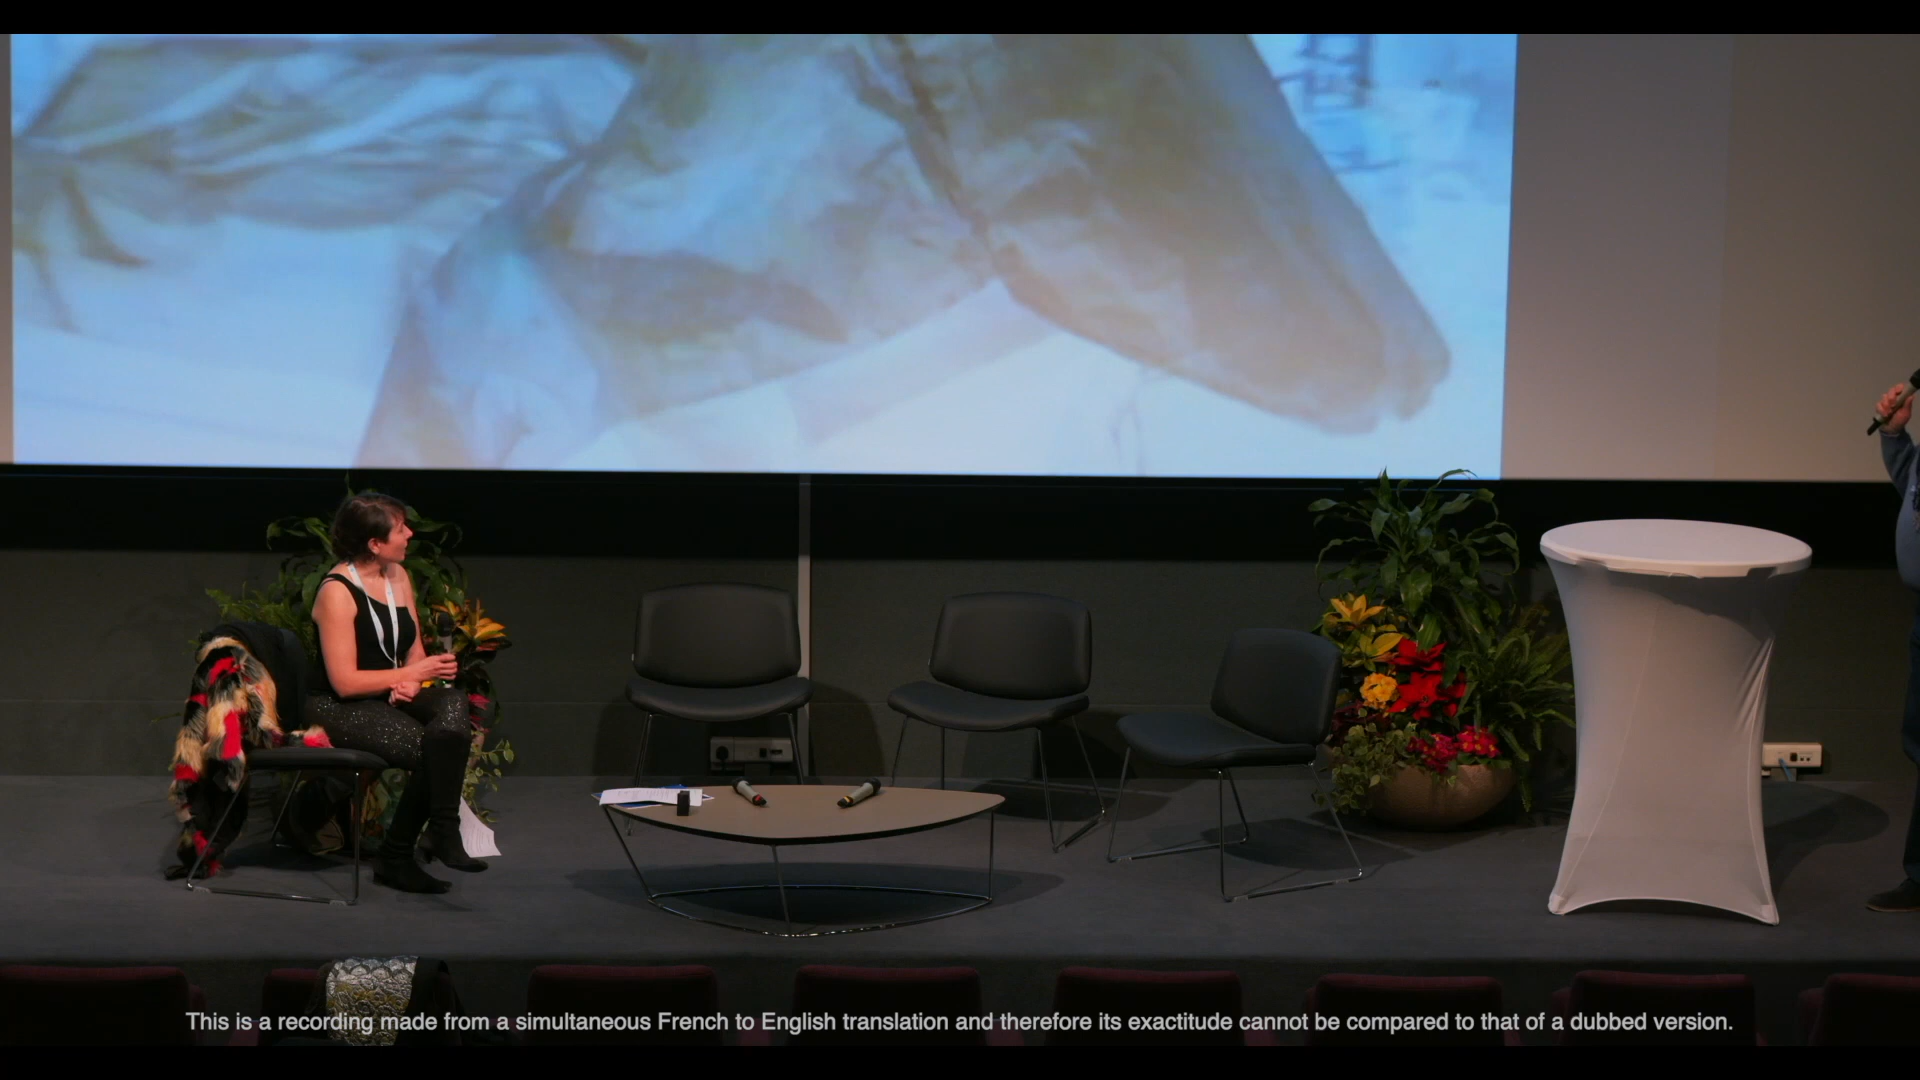 This is a recording made from a simultaneous French to English translation and therefore its exactitude cannot be compared to that of a dubbed version.